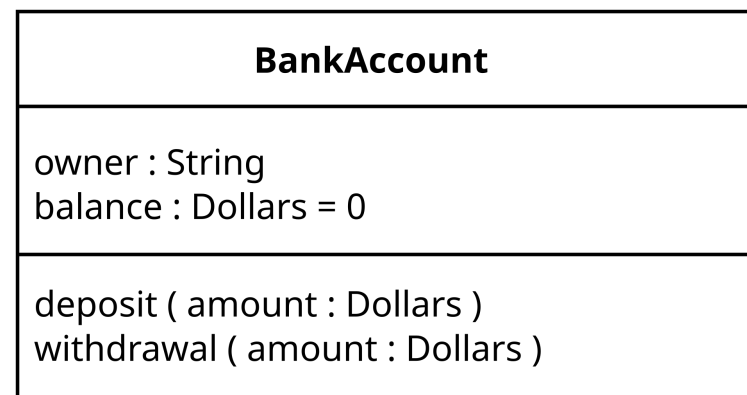 BankAccount
owner : String
balance : Dollars = 0
deposit ( amount : Dollars )
withdrawal ( amount : Dollars )